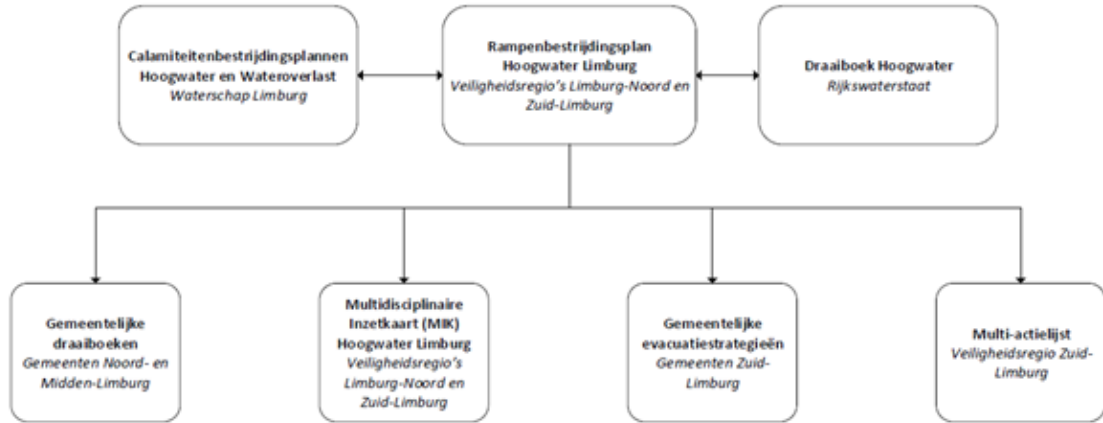 Calamiteitenbestrijdingsplannen
Hoogwater en Wateroverlast
Waterschap Limburg
Rampenbestrijdingsplan
Hoogwater Limburg
Veiligheidsregio's Limburg-Noord en
Zuid-Limburg
Draaiboek Hoogwater
Rijkswaterstaat
Gemeentelijke
draaiboeken
Gemeenten Noord- en
Midden-Limburg
Multidisciplinaire
Inzetkaart (MIK)
Hoogwater Limburg
Veiligheidsregio's
Limburg-Noord en
Zuid-Limburg
Gemeentelijke
evacuatiestrategieën
Gemeenten Zuid-
Limburg
Multi-actielijst
Veiligheidsregio Zuid-
Limburg